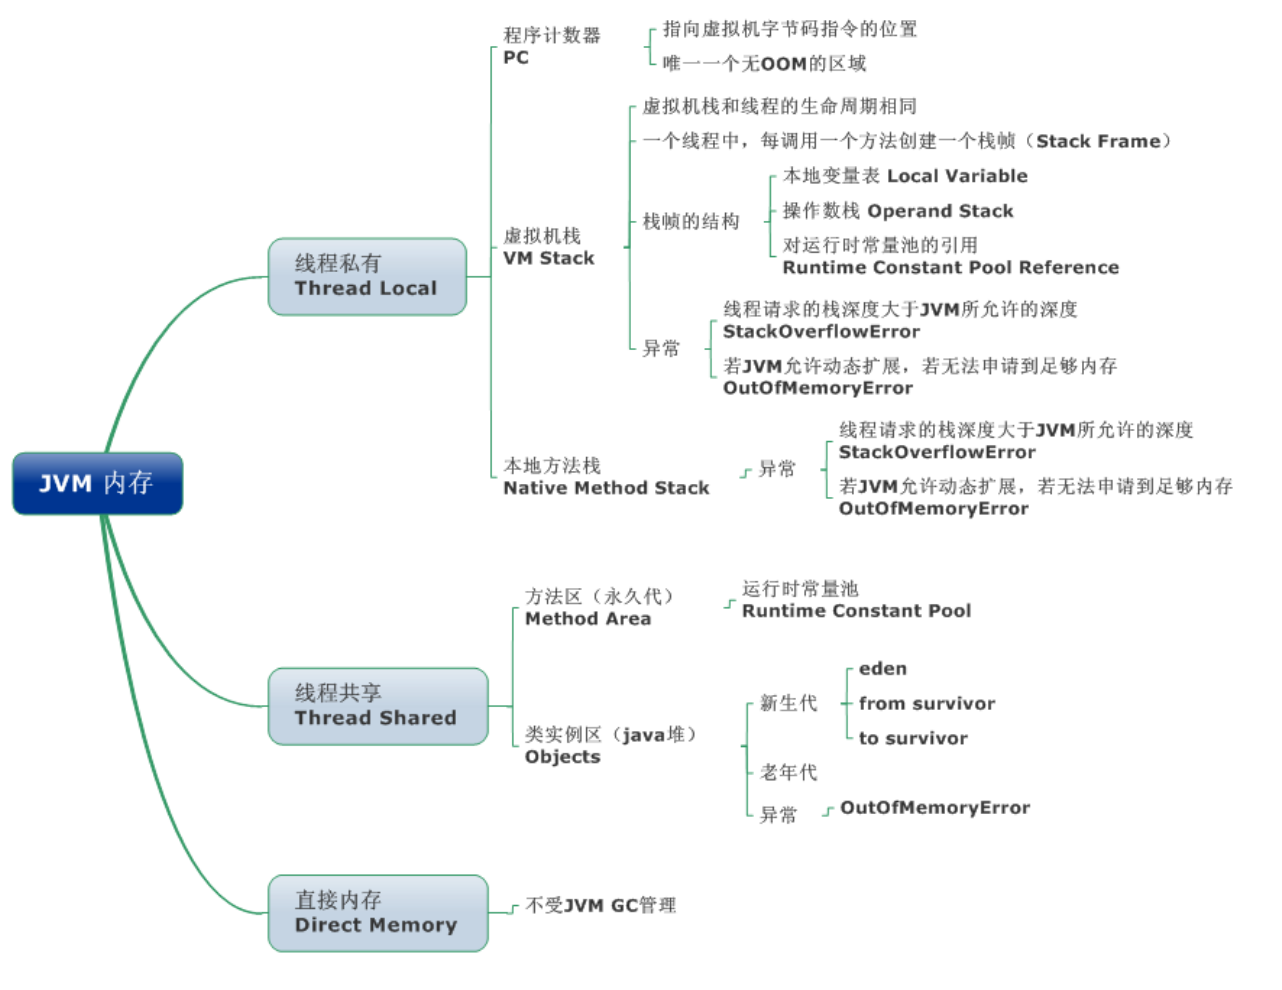 JVM 内存
线程私有
Thread Local
程序计数器
PC
指向虚拟机字节码指令的位置
唯一一个无OOM的区域
虚拟机栈
VM Stack
虚拟机栈和线程的生命周期相同
一个线程中，每调用一个方法创建一个栈帧（Stack Frame）
栈帧的结构
本地变量表 Local Variable
操作数栈 Operand Stack
对运行时常量池的引用
Runtime Constant Pool Reference
异常
线程请求的栈深度大于JVM所允许的深度
StackOverflowError
若JVM允许动态扩展，若无法申请到足够内存
OutOfMemoryError
本地方法栈
Native Method Stack
异常
线程请求的栈深度大于JVM所允许的深度
StackOverflowError
若JVM允许动态扩展，若无法申请到足够内存
OutOfMemoryError
线程共享
Thread Shared
方法区（永久代）
Method Area
运行时常量池
Runtime Constant Pool
类实例区（java堆）
Objects
新生代
eden
from survivor
to survivor
老年代
异常
OutOfMemoryError
直接内存
Direct Memory
不受JVM GC管理